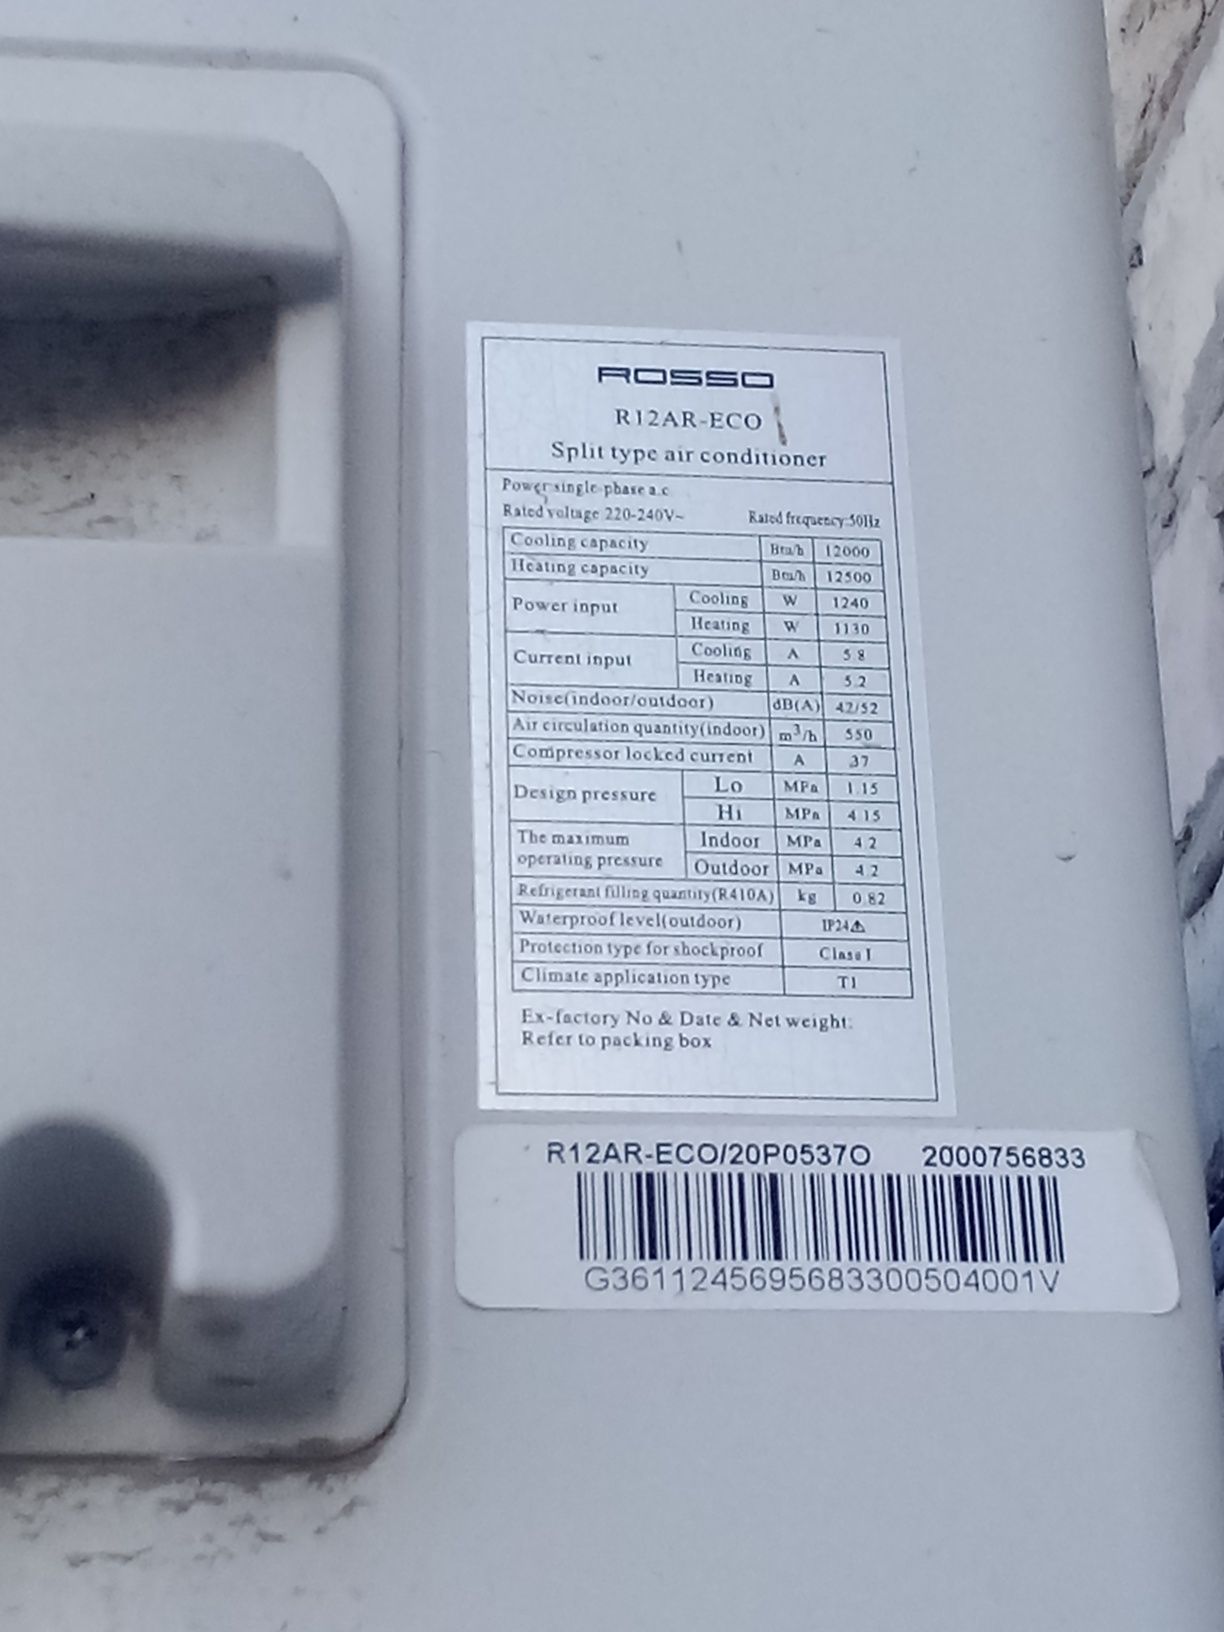 ROSSO
R12AR-ECO
Split type air conditioner
Power:single-phase a.c
Rated voltage 220-240V~ Rated frequency:50Hz
Cooling capacity Btu/h 12000
Heating capacity Btu/h 12500
Power input Cooling W 1240
Heating W 1130
Current input Cooling A 5.8
Heating A 5.2
Noise(indoor/outdoor) dB(A) 42/52
Air circulation quantity(indoor) m³/h 550
Compressor locked current A 37
Design pressure Lo MPa 1.15
Hi MPa 4.15
The maximum operating pressure Indoor MPa 4.2
Outdoor MPa 4.2
Refrigerant filling quantity(R410A) kg 0.82
Waterproof level(outdoor) IP24
Protection type for shockproof Class I
Climate application type T1
Ex-factory No & Date & Net weight:
Refer to packing box
R12AR-ECO/20P0537O 2000756833
G3611245695683300504001V